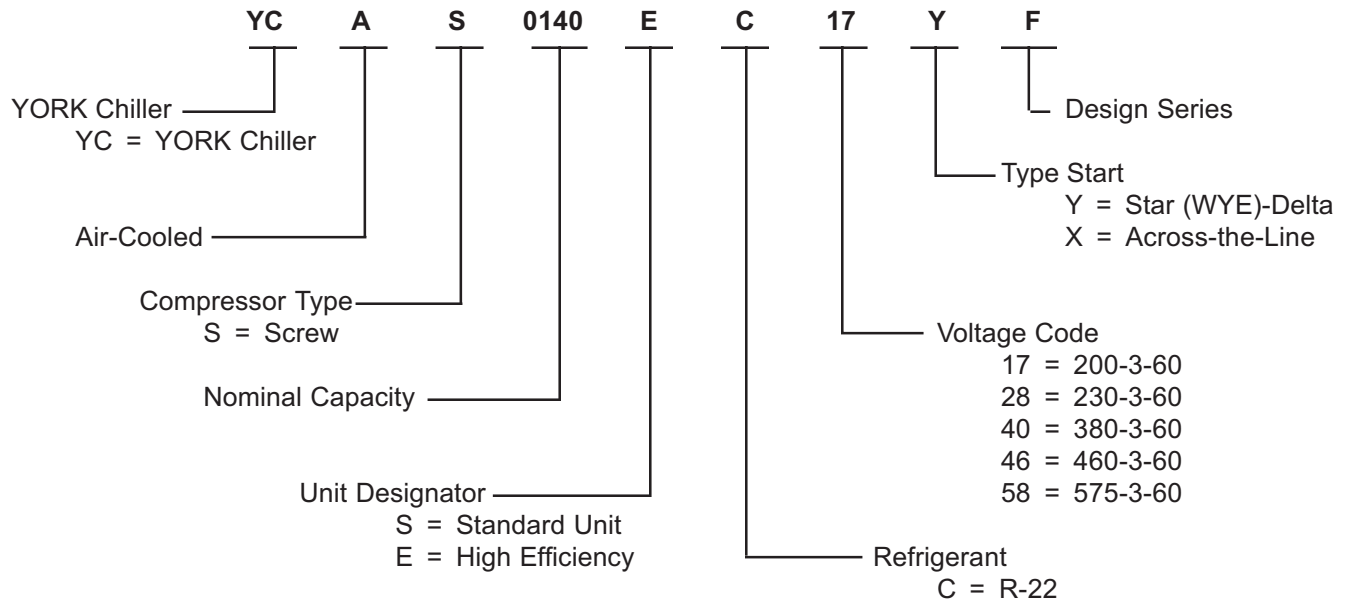 YC A S 0140 E C 17 Y F
YORK Chiller
YC = YORK Chiller
Design Series
Type Start
Y = Star (WYE)-Delta
X = Across-the-Line
Air-Cooled
Compressor Type
S = Screw
Voltage Code
17 = 200-3-60
28 = 230-3-60
40 = 380-3-60
46 = 460-3-60
58 = 575-3-60
Nominal Capacity
Unit Designator
S = Standard Unit
E = High Efficiency
Refrigerant
C = R-22